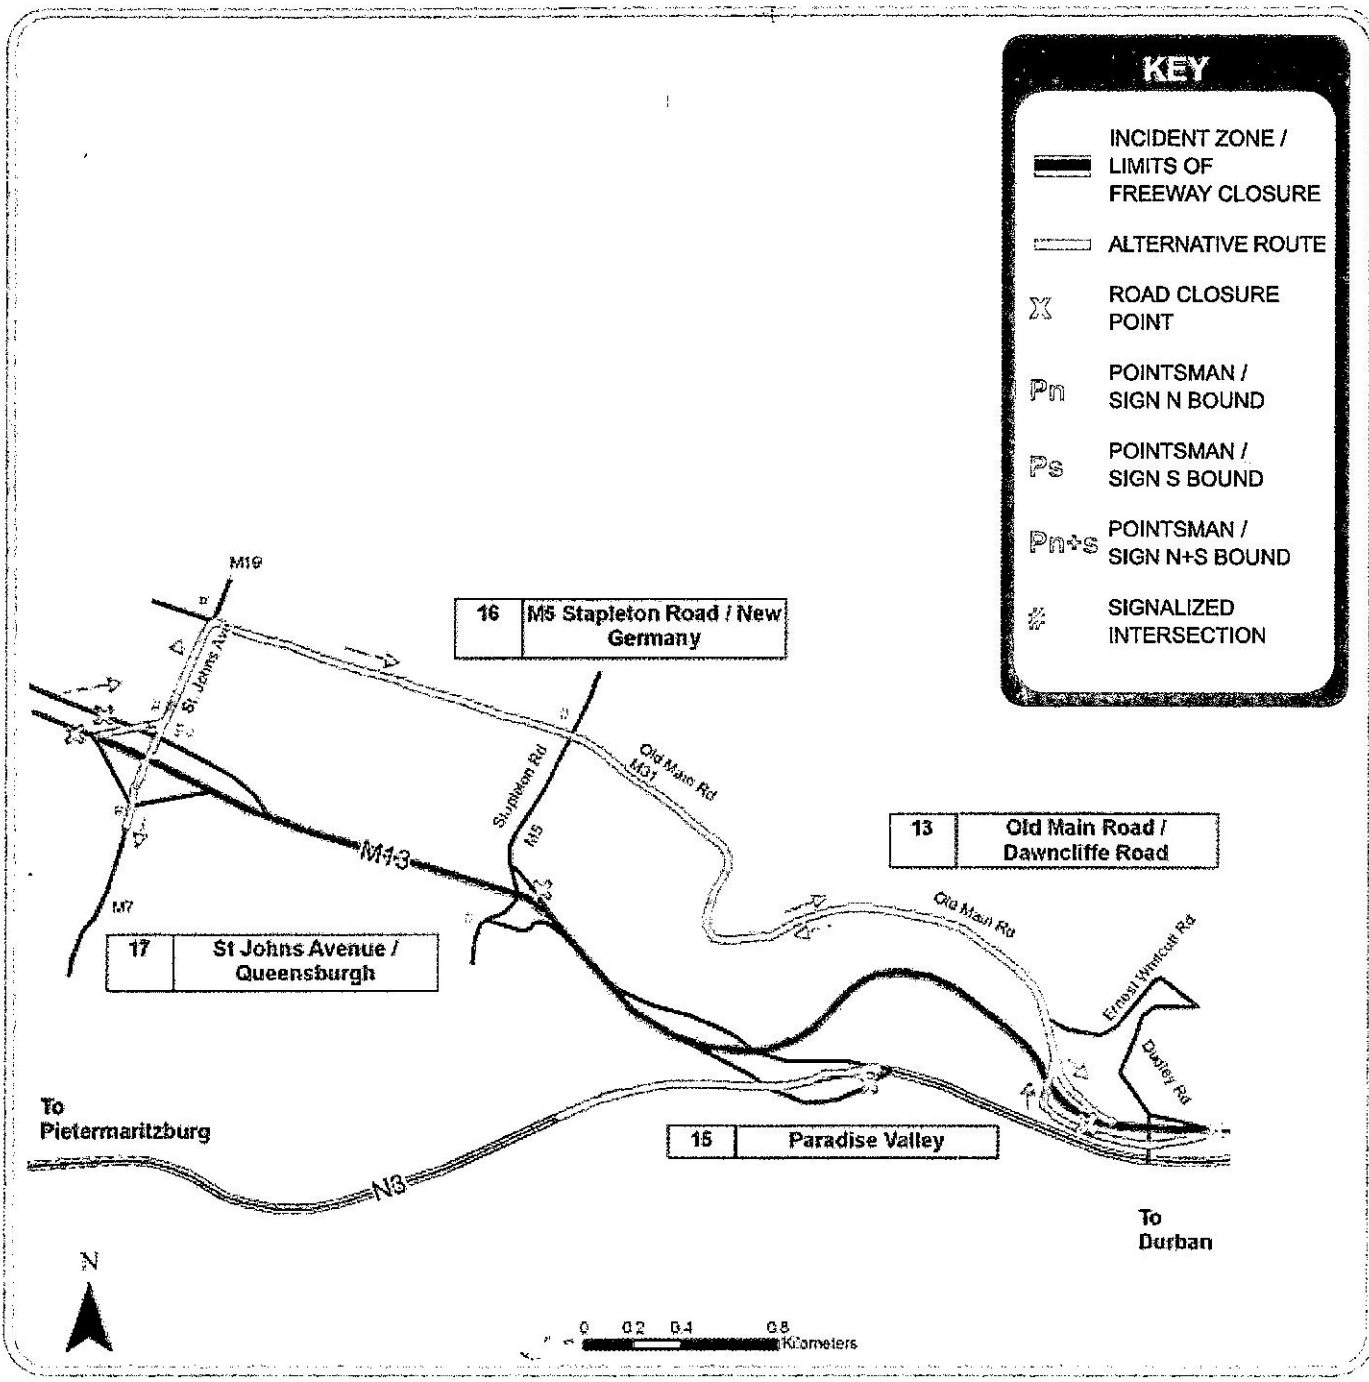 KEY
INCIDENT ZONE /
LIMITS OF
FREEWAY CLOSURE
ALTERNATIVE ROUTE
X
ROAD CLOSURE
POINT
Pn
POINTSMAN /
SIGN N BOUND
Ps
POINTSMAN /
SIGN S BOUND
Pn+s
POINTSMAN /
SIGN N+S BOUND
#
SIGNALIZED
INTERSECTION
M19
16
M5 Stapleton Road / New
Germany
St. Johns Ave
Stapleton Rd
M5
Old Main Rd
M31
13
Old Main Road /
Dawncliffe Road
M13
M7
17
St Johns Avenue /
Queensburgh
Old Main Rd
Dudley Rd
To
Pietermaritzburg
15
Paradise Valley
N3
To
Durban
N
0 0.2 0.4 0.8
Kilometers